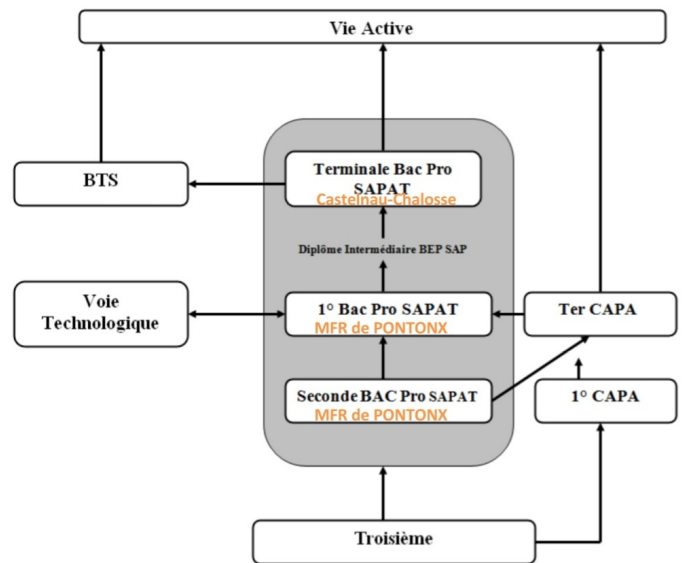 Vie Active
BTS
Terminale Bac Pro
SAPAT
Castelnau-Chalosse
Diplôme Intermédiaire BEP SAP
Voie
Technologique
1° Bac Pro SAPAT
MFR de PONTONX
Ter CAPA
Seconde BAC Pro SAPAT
MFR de PONTONX
1° CAPA
Troisième